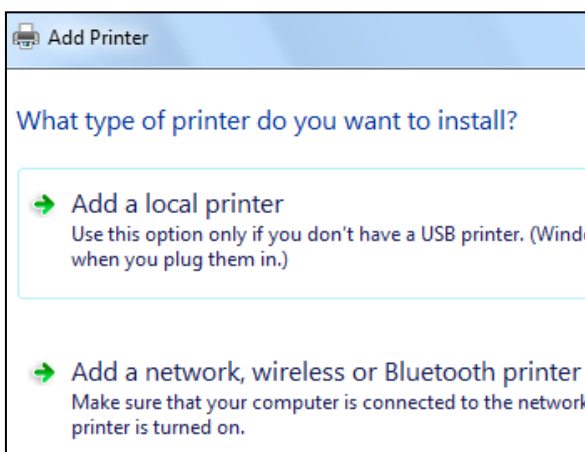 Add Printer
What type of printer do you want to install?
Add a local printer
Use this option only if you don't have a USB printer. (Wind
when you plug them in.)
Add a network, wireless or Bluetooth printer
Make sure that your computer is connected to the network
printer is turned on.